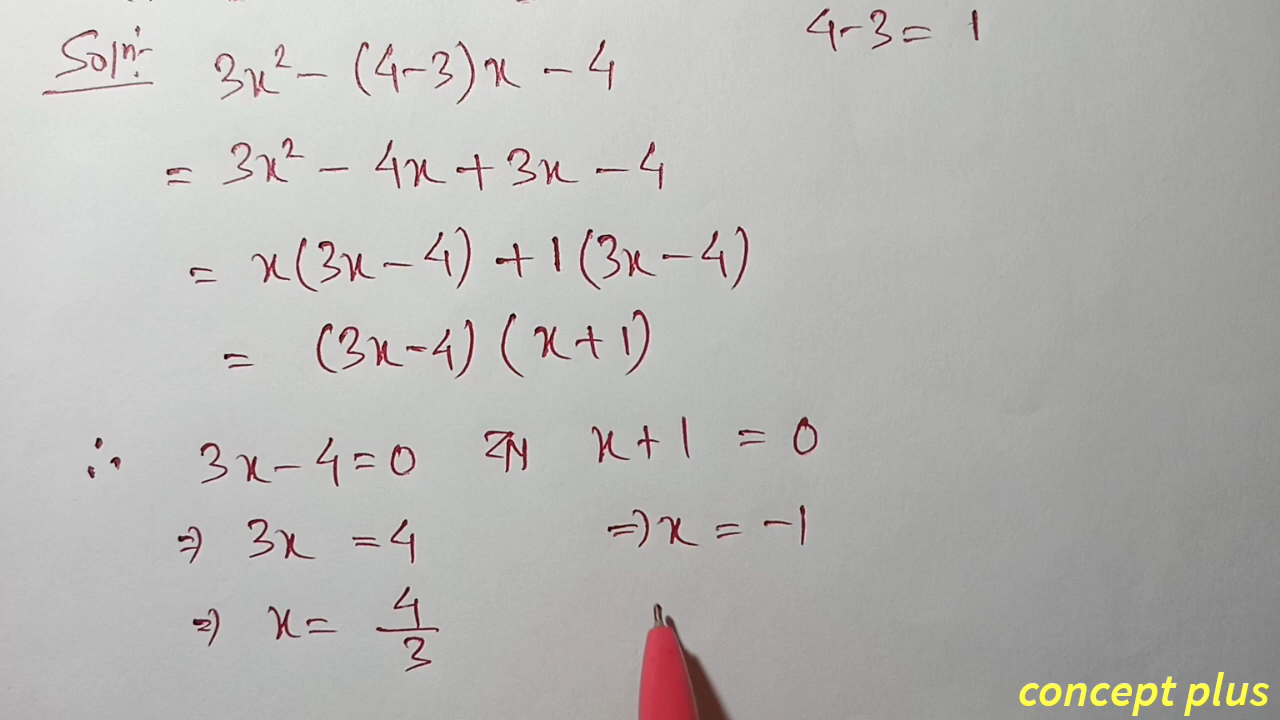 Soln:- 3x² - (4-3)x - 4
4-3 = 1
= 3x² - 4x + 3x - 4
= x(3x-4) + 1(3x-4)
= (3x-4) (x+1)
∴ 3x-4=0 या x+1 = 0
⇒ 3x = 4 ⇒ x = -1
⇒ x = 4/3
concept plus